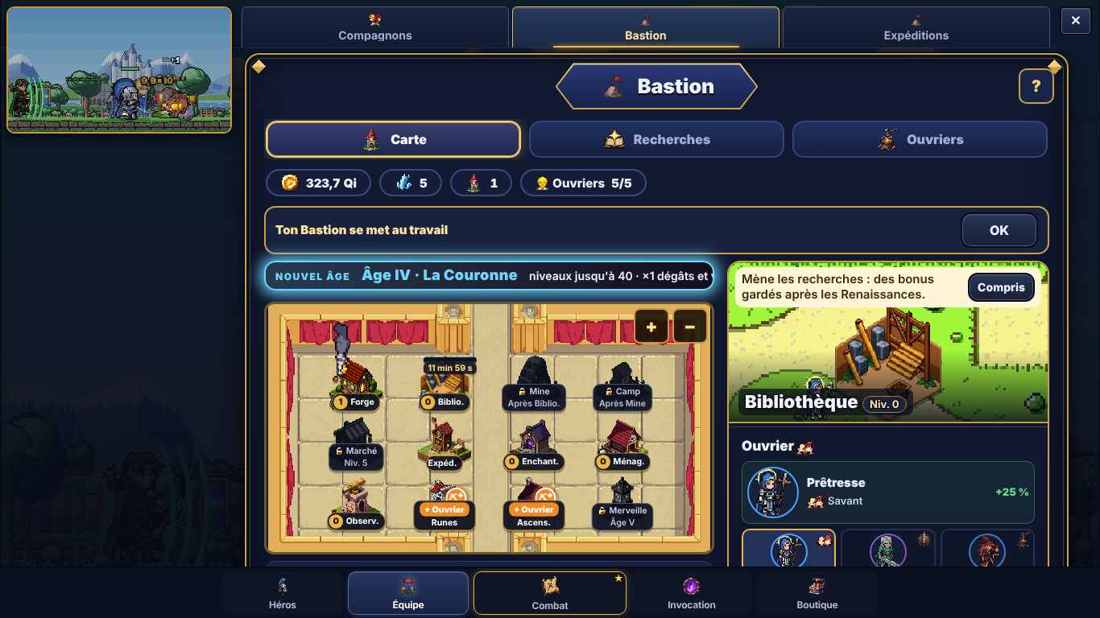 Compagnons
Bastion
Expéditions
×
Bastion
?
Carte
Recherches
Ouvriers
323,7 Qi
5
1
Ouvriers 5/5
Ton Bastion se met au travail
OK
NOUVEL ÂGE Âge IV · La Couronne niveaux jusqu'à 40 · ×1 dégâts et
Mène les recherches : des bonus
gardés après les Renaissances.
Compris
+
−
11 min 59 s
1 Forge
0 Biblio.
Mine
Après Biblio.
Camp
Après Mine
Bibliothèque Niv. 0
Marché
Niv. 5
Expéd.
0 Enchant.
0 Ménag.
Ouvrier
Prêtresse
Savant
+25 %
0 Observ.
+ Ouvrier
Runes
+ Ouvrier
Ascens.
Merveille
Âge V
Héros
Équipe
Combat
Invocation
Boutique